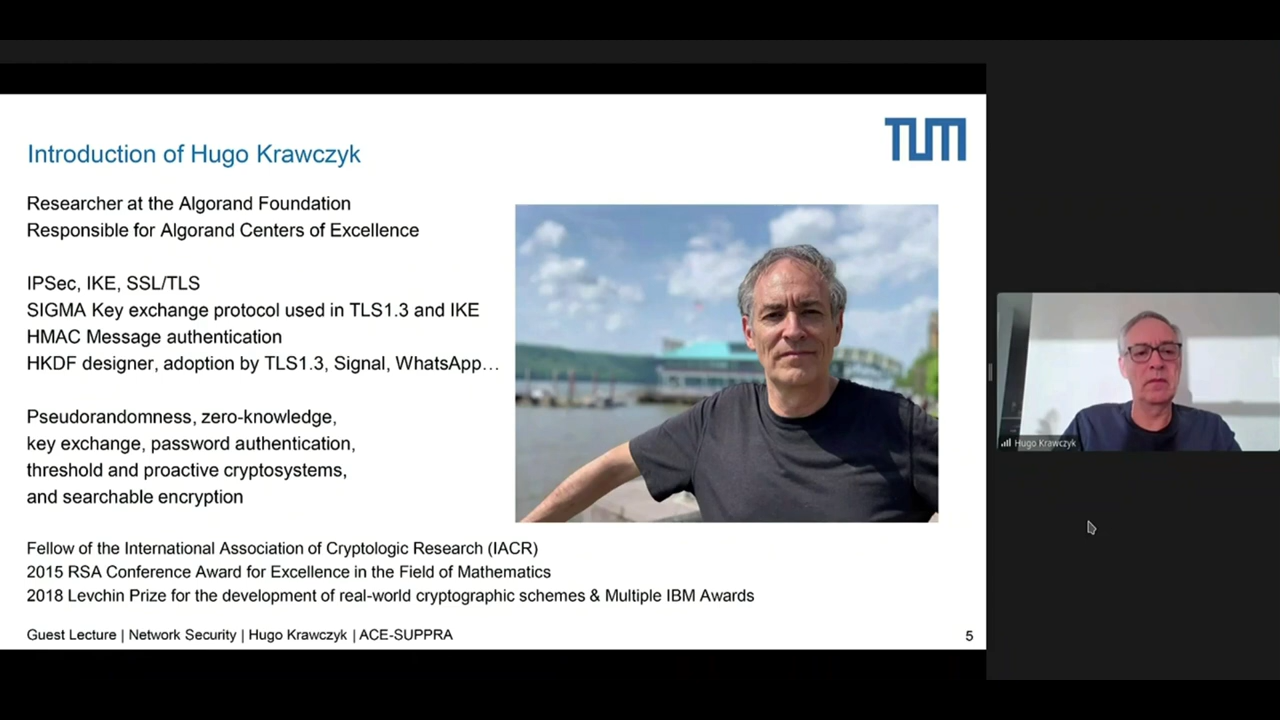 TUM
Introduction of Hugo Krawczyk
Researcher at the Algorand Foundation
Responsible for Algorand Centers of Excellence
IPSec, IKE, SSL/TLS
SIGMA Key exchange protocol used in TLS1.3 and IKE
HMAC Message authentication
HKDF designer, adoption by TLS1.3, Signal, WhatsApp…
Pseudorandomness, zero-knowledge,
key exchange, password authentication,
threshold and proactive cryptosystems,
and searchable encryption
Fellow of the International Association of Cryptologic Research (IACR)
2015 RSA Conference Award for Excellence in the Field of Mathematics
2018 Levchin Prize for the development of real-world cryptographic schemes & Multiple IBM Awards
Guest Lecture | Network Security | Hugo Krawczyk | ACE-SUPPRA
5
Hugo Krawczyk